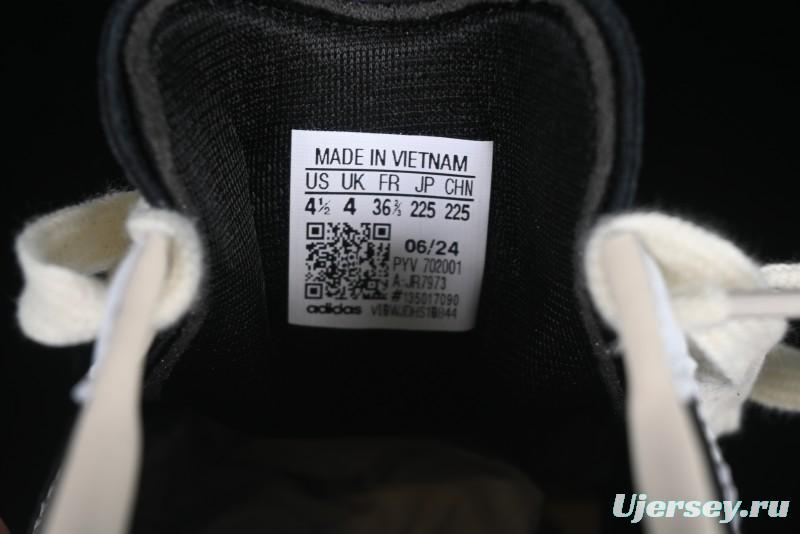 MADE IN VIETNAM
US UK FR JP CHN
4½ 4 36⅔ 225 225
06/24
PYV 702001
A:JR7973
#135017090
adidas
Ujersey.ru